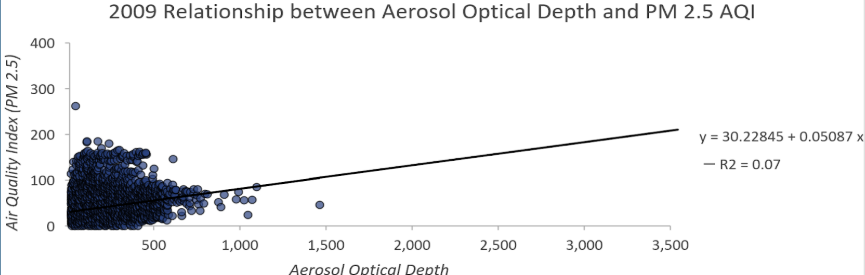 2009 Relationship between Aerosol Optical Depth and PM 2.5 AQI
Air Quality Index (PM 2.5)
400
300
200
100
0
500
1,000
1,500
2,000
2,500
3,000
3,500
Aerosol Optical Depth
y = 30.22845 + 0.05087 x
— R2 = 0.07